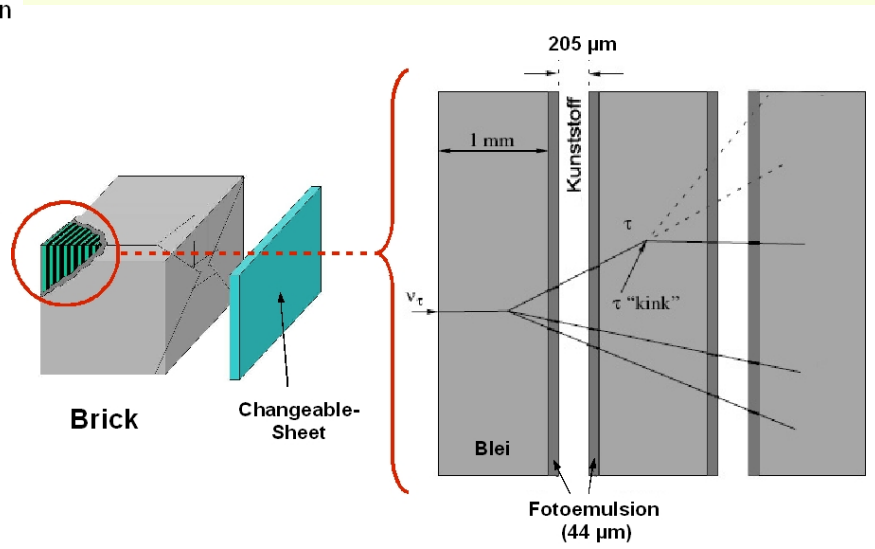 n
205 µm
Kunststoff
1 mm
τ
τ “kink”
ντ
Brick
Changeable-
Sheet
Blei
Fotoemulsion
(44 µm)